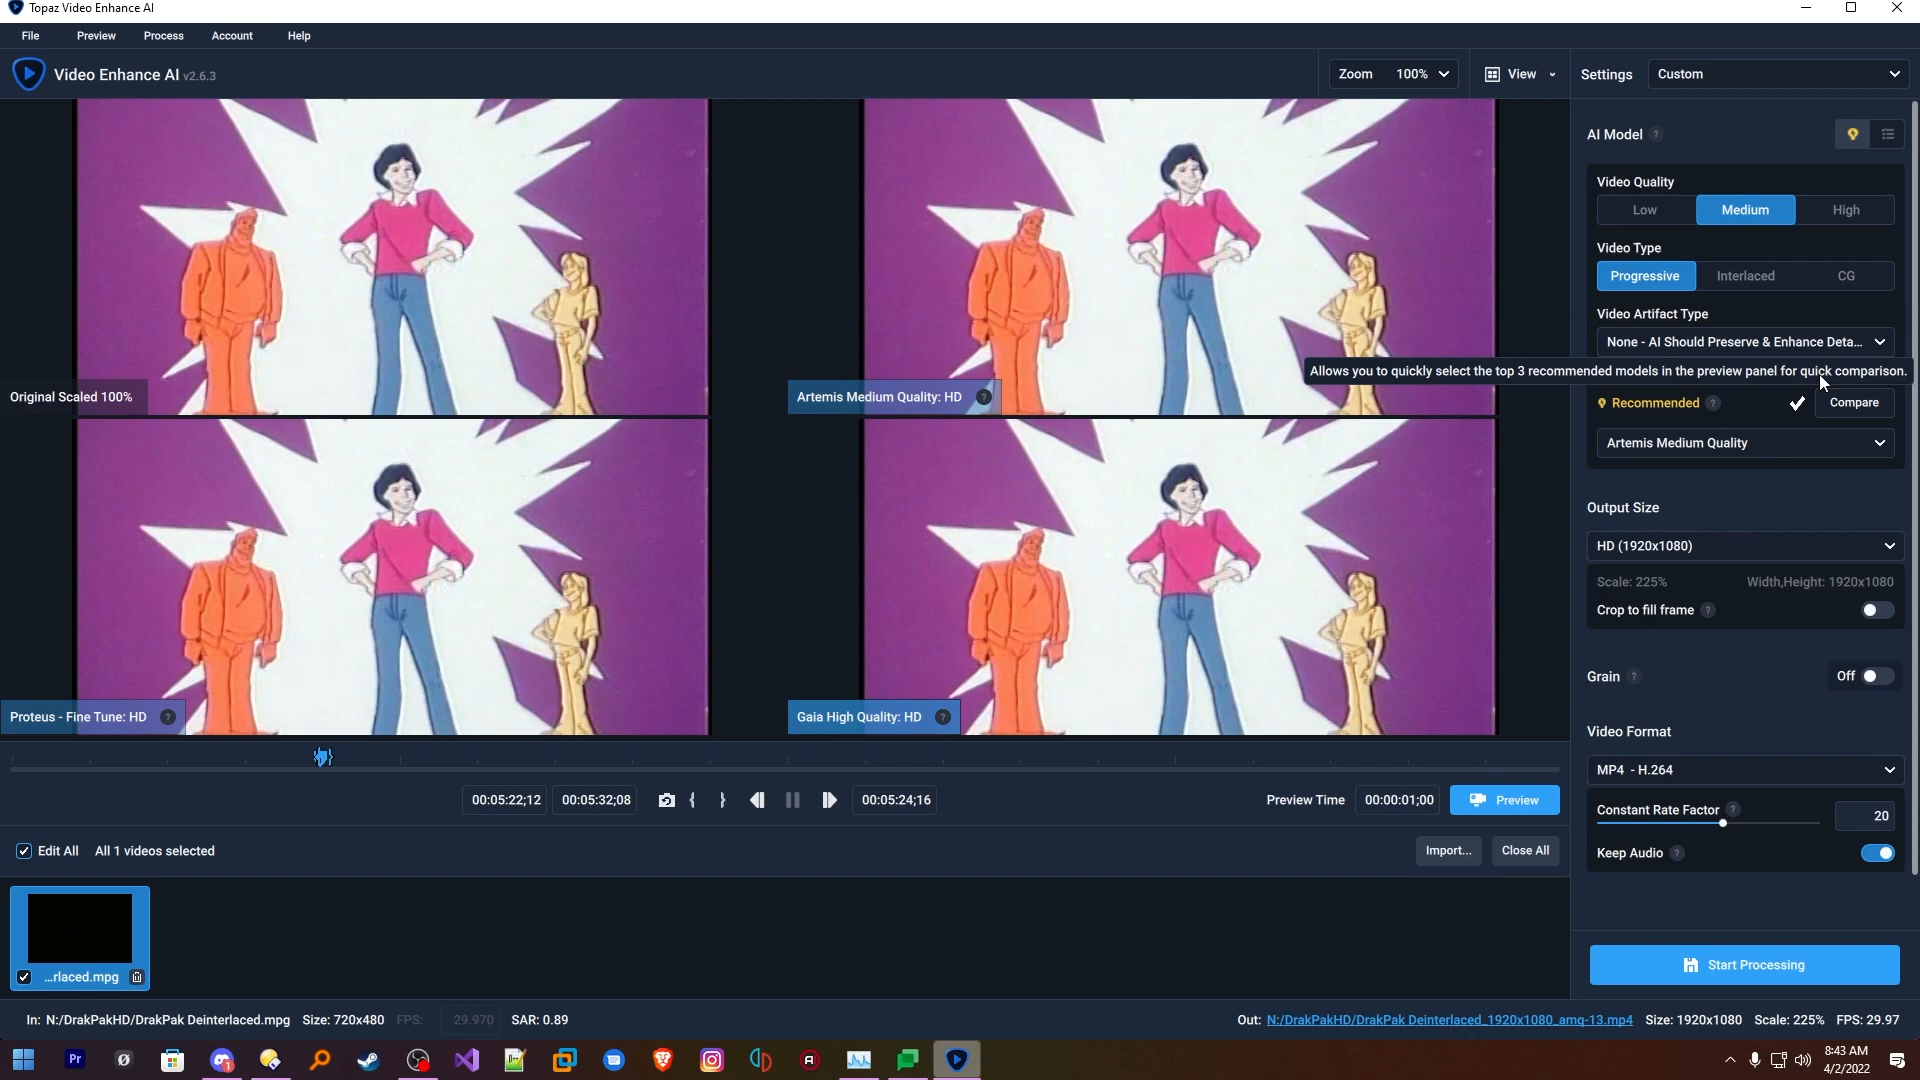 Topaz Video Enhance AI
File Preview Process Account Help
Video Enhance AI v2.6.3
Zoom 100%
View
Settings
Custom
AI Model ?
Video Quality
Low Medium High
Video Type
Progressive Interlaced CG
Video Artifact Type
None - AI Should Preserve & Enhance Deta...
Allows you to quickly select the top 3 recommended models in the preview panel for quick comparison.
Recommended ?
Compare
Artemis Medium Quality
Original Scaled 100%
Artemis Medium Quality: HD ?
Proteus - Fine Tune: HD ?
Gaia High Quality: HD ?
Output Size
HD (1920x1080)
Scale: 225% Width,Height: 1920x1080
Crop to fill frame ?
Grain ?
Off
Video Format
MP4 - H.264
Constant Rate Factor ?
20
Keep Audio ?
00:05:22;12
00:05:32;08
{ }
00:05:24;16
Preview Time
00:00:01;00
Preview
Edit All All 1 videos selected
Import...
Close All
...rlaced.mpg
Start Processing
In: N:/DrakPakHD/DrakPak Deinterlaced.mpg Size: 720x480 FPS: 29.970 SAR: 0.89
Out: N:/DrakPakHD/DrakPak Deinterlaced_1920x1080_amq-13.mp4 Size: 1920x1080 Scale: 225% FPS: 29.97
Pr
1
8:43 AM
4/2/2022